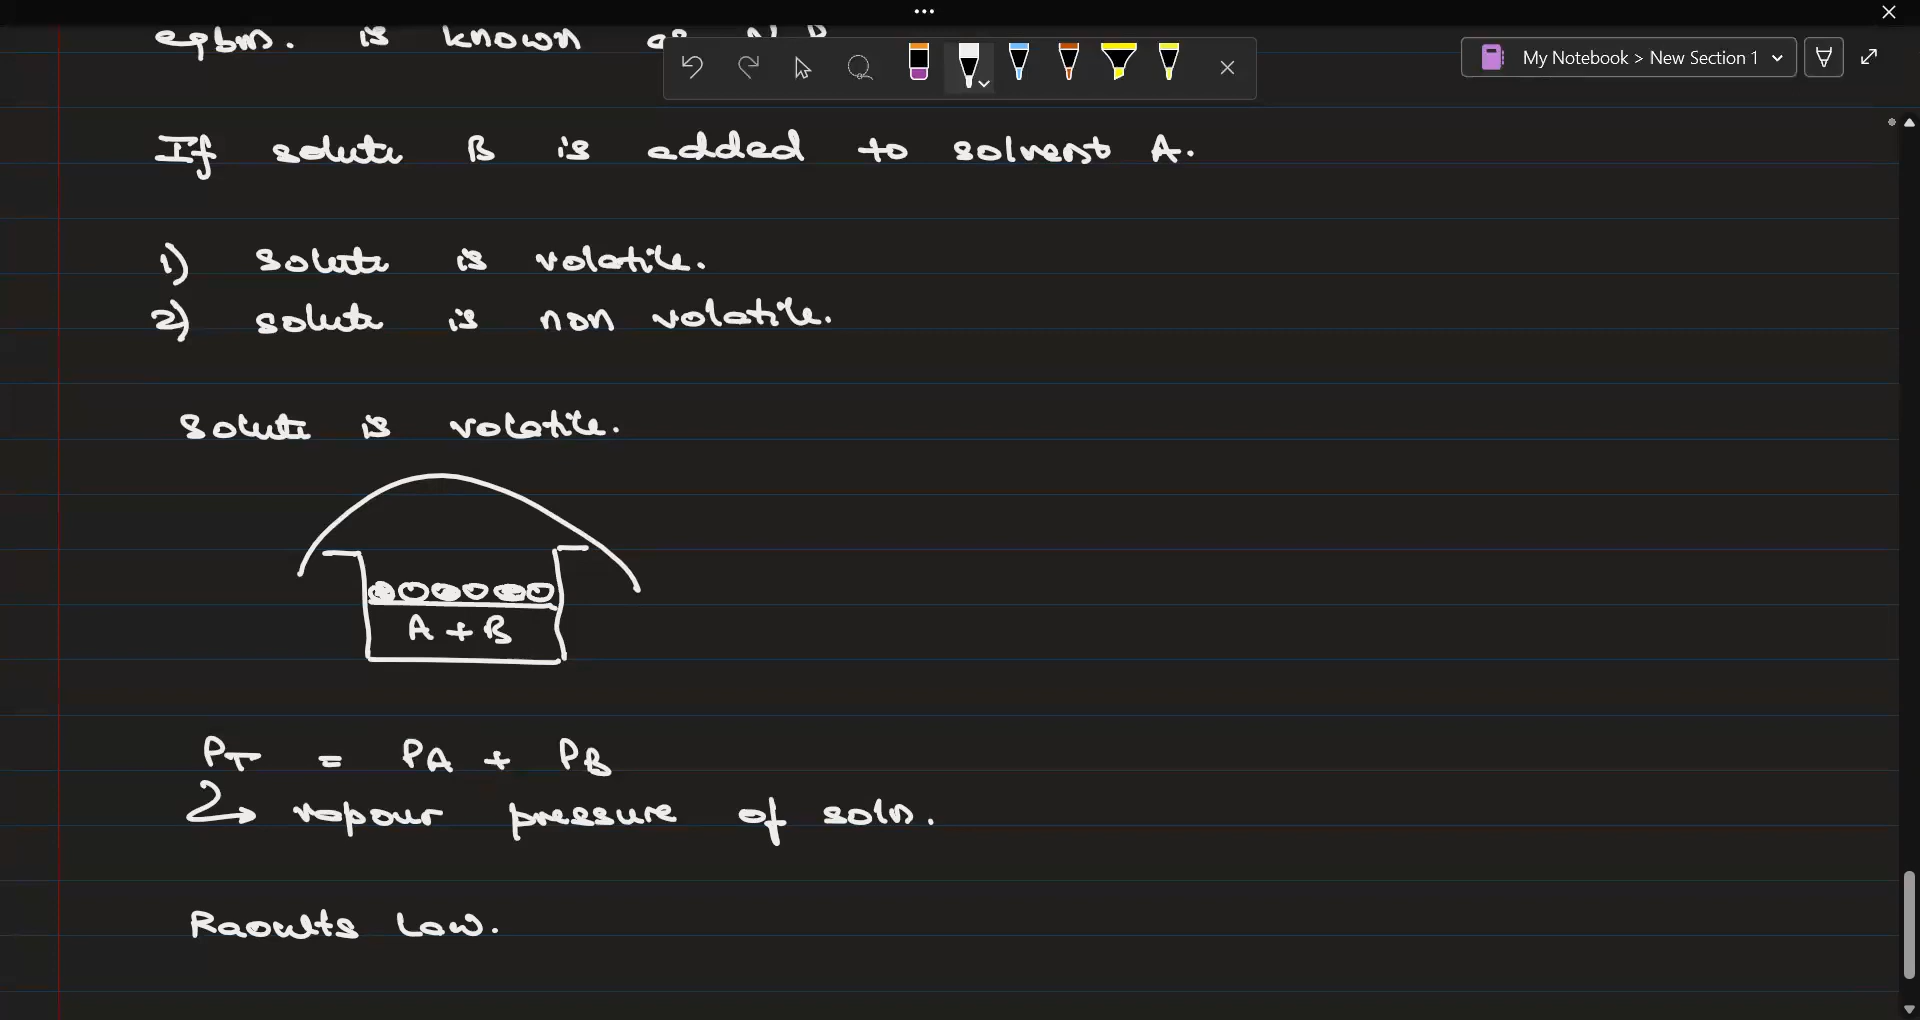 My Notebook > New Section 1
eqbm. is known as V.P
If solute B is added to solvent A.
1) solute is volatile.
2) solute is non volatile.
Solute is volatile.
A + B
PT = PA + PB
→ vapour pressure of soln.
Raoults Law.